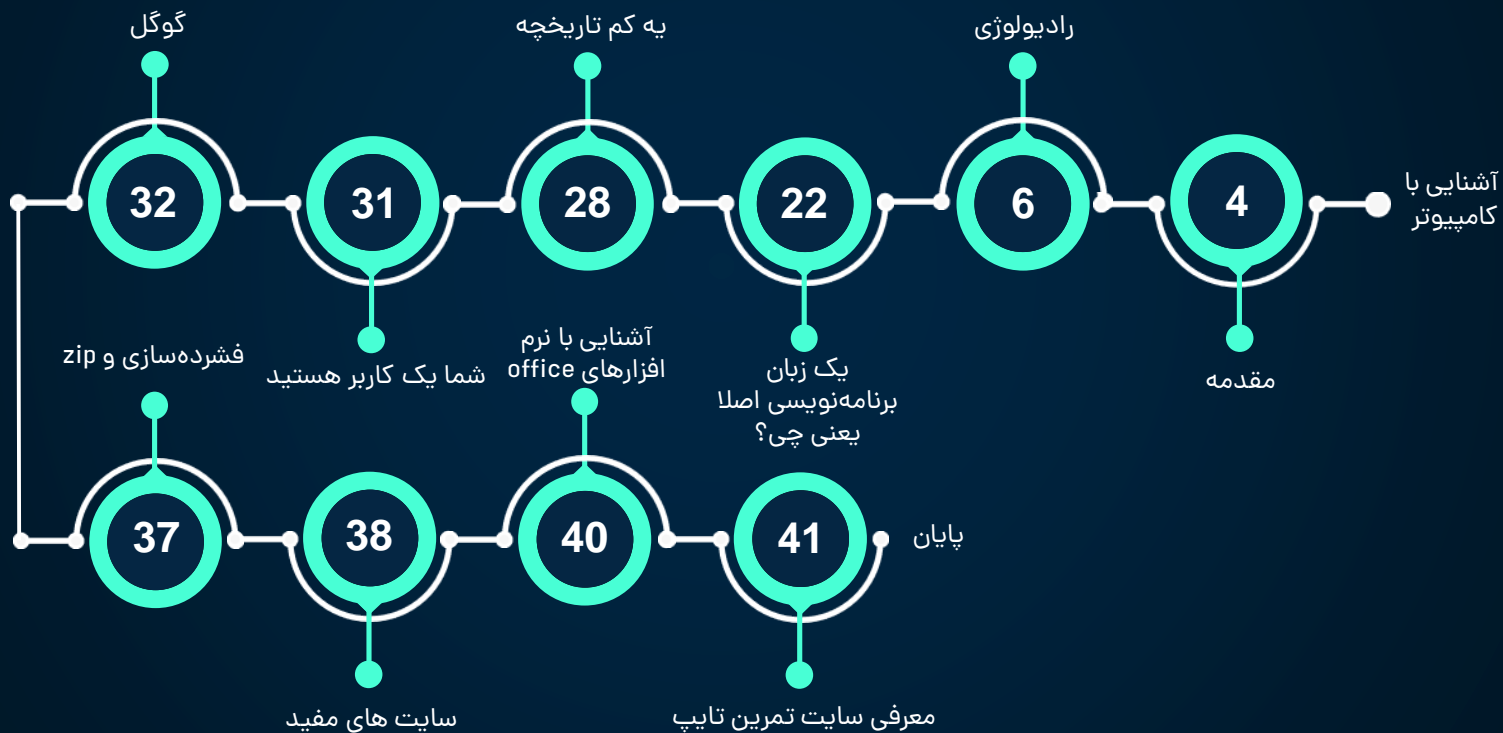 آشنایی با
کامپیوتر
4
مقدمه
6
رادیولوژی
22
یک زبان
برنامه‌نویسی اصلا
یعنی چی؟
28
یه کم تاریخچه
31
شما یک کاربر هستید
32
گوگل
37
فشرده‌سازی و zip
38
سایت های مفید
40
آشنایی با نرم
افزارهای office
41
معرفی سایت تمرین تایپ
پایان